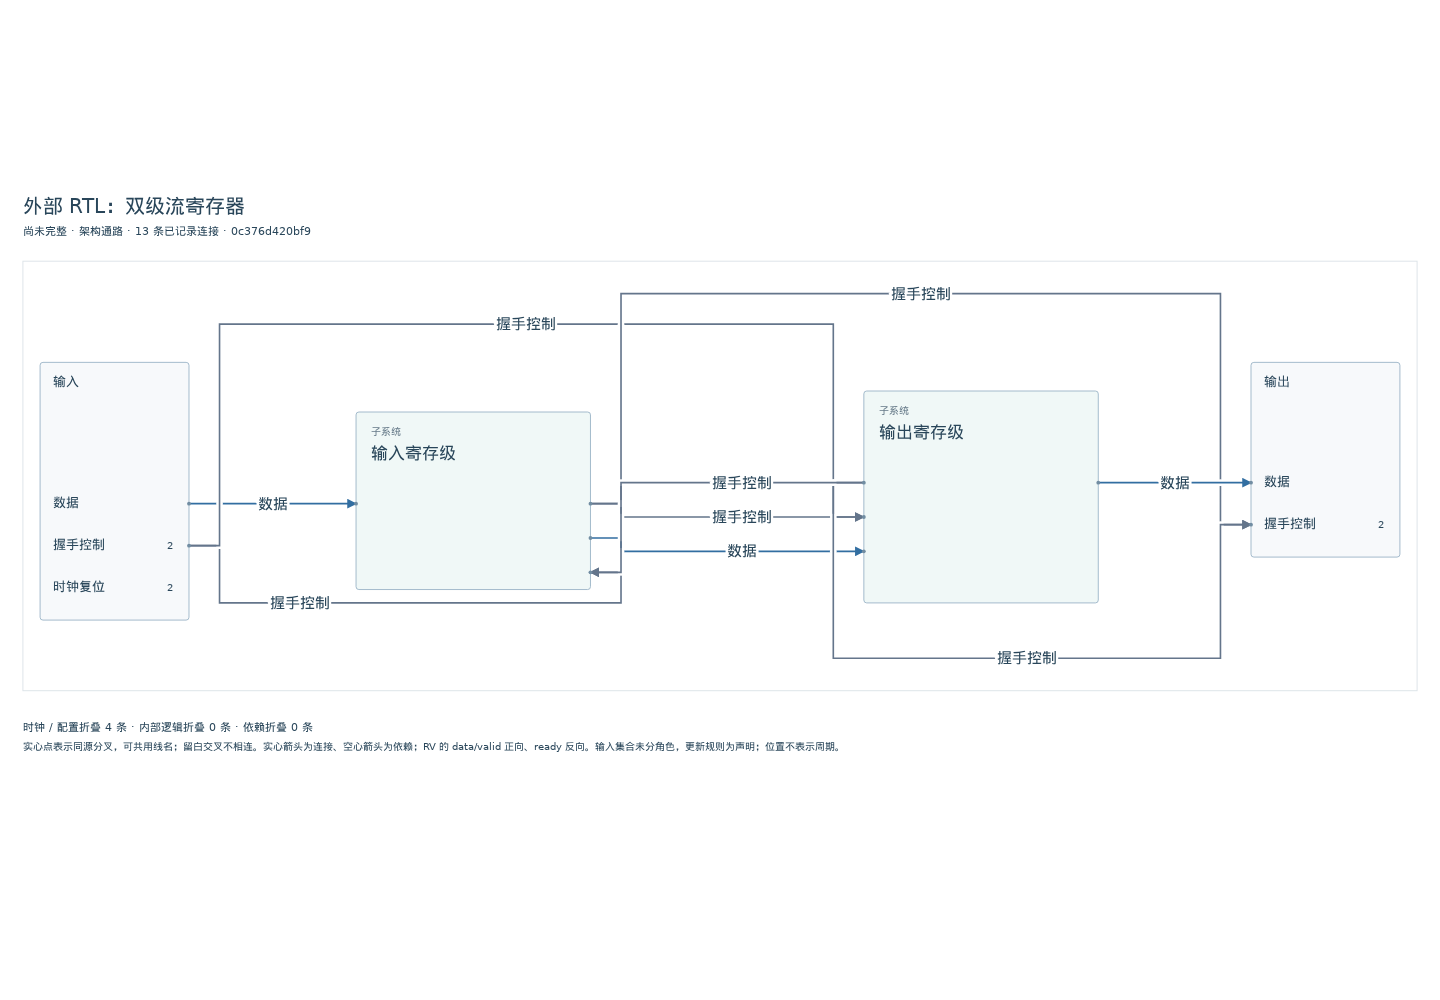 外部 RTL：双级流寄存器
尚未完整 · 架构通路 · 13 条已记录连接 · 0c376d420bf9
握手控制
握手控制
输入
数据
握手控制 2
时钟复位 2
数据
子系统
输入寄存级
握手控制
握手控制
握手控制
数据
子系统
输出寄存级
数据
握手控制
输出
数据
握手控制 2
时钟 / 配置折叠 4 条 · 内部逻辑折叠 0 条 · 依赖折叠 0 条
实心点表示同源分叉，可共用线名；留白交叉不相连。实心箭头为连接、空心箭头为依赖；RV 的 data/valid 正向、ready 反向。输入集合未分角色，更新规则为声明；位置不表示周期。